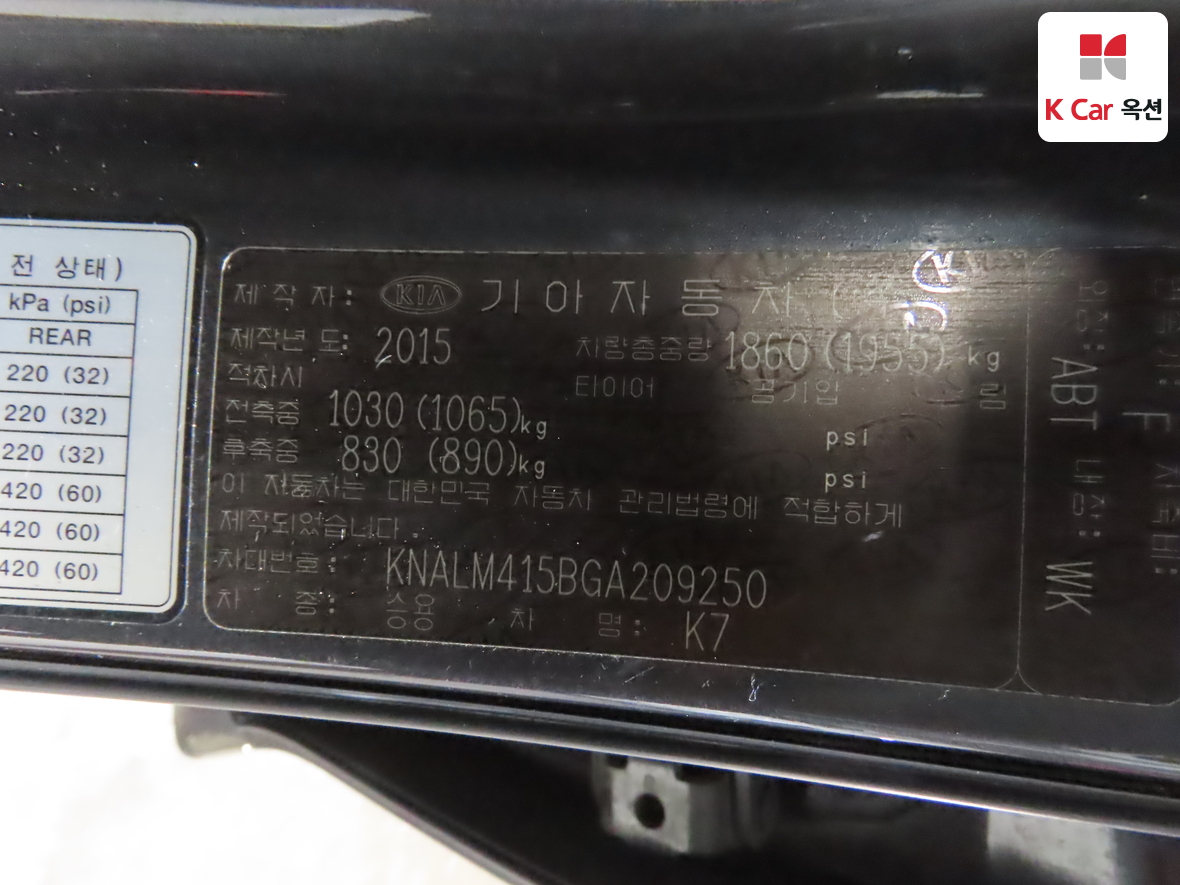 K Car 옥션
전 상태)
kPa (psi)
REAR
220 (32)
220 (32)
220 (32)
420 (60)
420 (60)
420 (60)
제 작 자: KIA 기 아 자 동 차
제작년 도: 2015 차량총중량 1860 (1955) kg
적차시 타이어 공기압
전축중 1030 (1065)kg psi
후축중 830 (890)kg psi
이 자동차는 대한민국 자동차 관리법령에 적합하게
제작되었습니다.
차대번호: KNALM415BGA209250
차 종: 승용 차 명: K7
외장: ABT 내장: WK
F